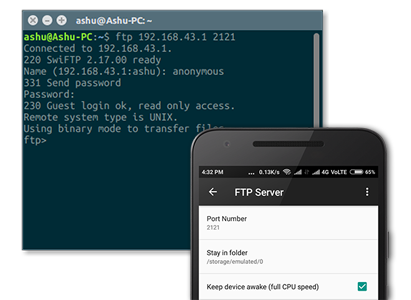 ashu@Ashu-PC: ~
ashu@Ashu-PC:~$ ftp 192.168.43.1 2121
Connected to 192.168.43.1.
220 SwiFTP 2.17.00 ready
Name (192.168.43.1:ashu): anonymous
331 Send password
Password:
230 Guest login ok, read only access.
Remote system type is UNIX.
Using binary mode to transfer files
ftp>
4:32 PM ... 0.13K/s 4G VoLTE 65%
FTP Server
Port Number
2121
Stay in folder
/storage/emulated/0
Keep device awake (full CPU speed)